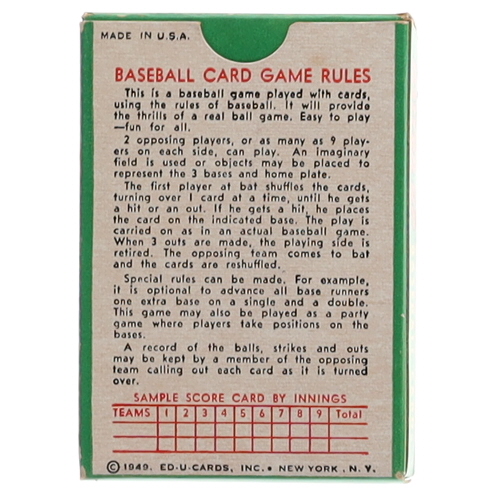 MADE IN U.S.A.
BASEBALL CARD GAME RULES
This is a baseball game played with cards,
using the rules of baseball. It will provide
the thrills of a real ball game. Easy to play
—fun for all.
2 opposing players, or as many as 9 play-
ers on each side, can play. An imaginary
field is used or objects may be placed to
represent the 3 bases and home plate.
The first player at bat shuffles the cards,
turning over 1 card at a time, until he gets
a hit or an out. If he gets a hit, he places
the card on the indicated base. The play is
carried on as in an actual baseball game.
When 3 outs are made, the playing side is
retired. The opposing team comes to bat
and the cards are reshuffled.
Special rules can be made. For example,
it is optional to advance all base runners
one extra base on a single and a double.
This game may also be played as a party
game where players take positions on the
bases.
A record of the balls, strikes and outs
may be kept by a member of the opposing
team calling out each card as it is turned
over.
SAMPLE SCORE CARD BY INNINGS
TEAMS 1 2 3 4 5 6 7 8 9 Total
© 1949. ED-U-CARDS, INC. • NEW YORK, N.Y.